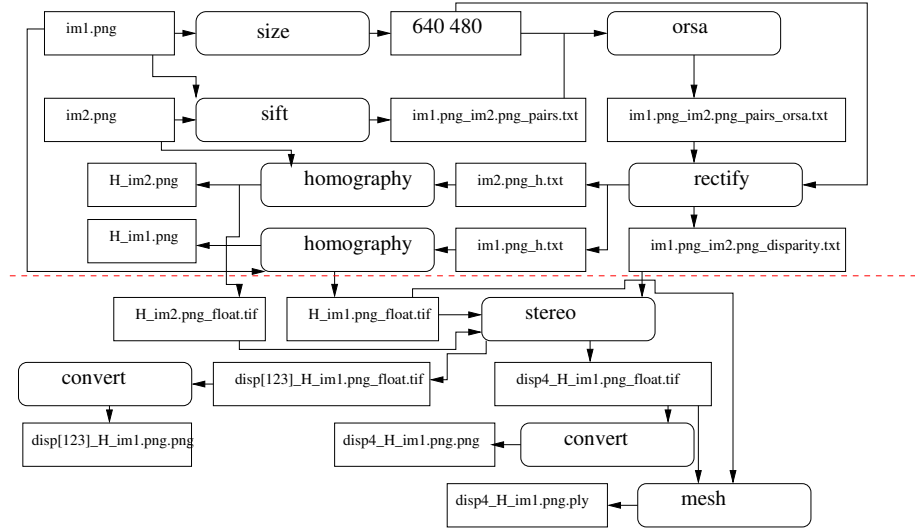 im1.png
size
640 480
orsa
im2.png
sift
im1.png_im2.png_pairs.txt
im1.png_im2.png_pairs_orsa.txt
H_im2.png
homography
im2.png_h.txt
rectify
H_im1.png
homography
im1.png_h.txt
im1.png_im2.png_disparity.txt
H_im2.png_float.tif
H_im1.png_float.tif
stereo
convert
disp[123]_H_im1.png_float.tif
disp4_H_im1.png_float.tif
disp[123]_H_im1.png.png
disp4_H_im1.png.png
convert
disp4_H_im1.png.ply
mesh